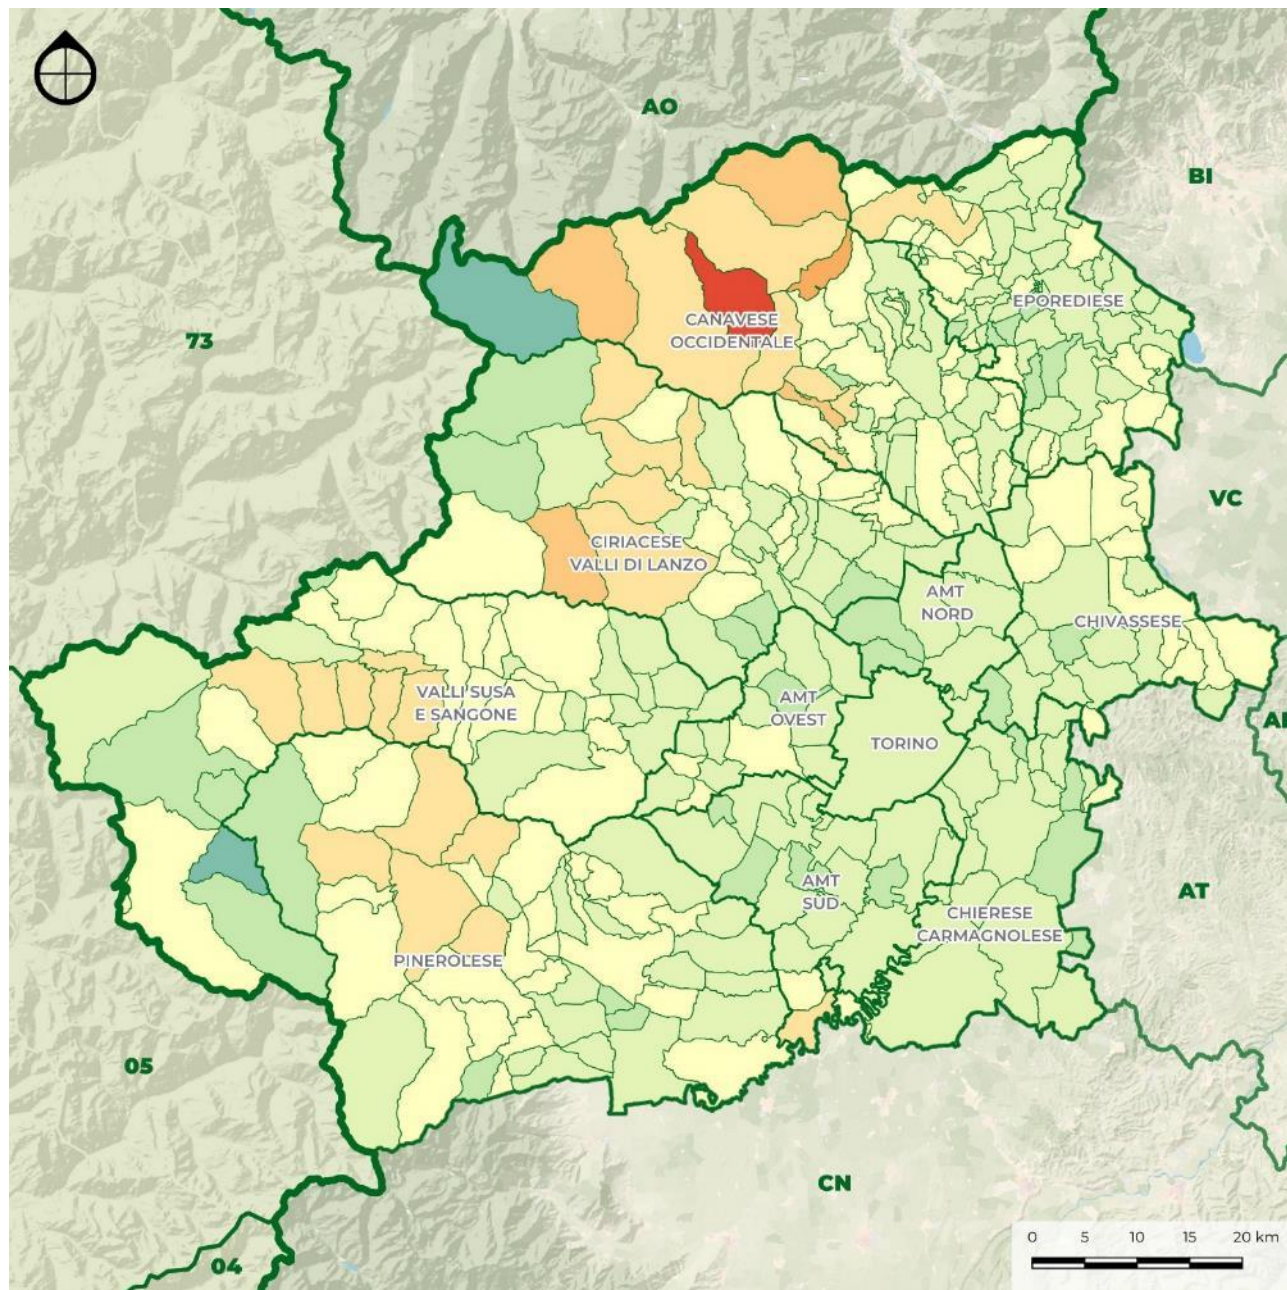 AO
BI
73
EPOREDIESE
CANAVESE
OCCIDENTALE
VC
CIRIACESE
VALLI DI LANZO
AMT
NORD
CHIVASSESE
VALLI SUSA
E SANGONE
AMT
OVEST
TORINO
AMT
SUD
AT
CHIERESE
CARMAGNOLESE
PINEROLESE
05
CN
04
0 5 10 15 20 km